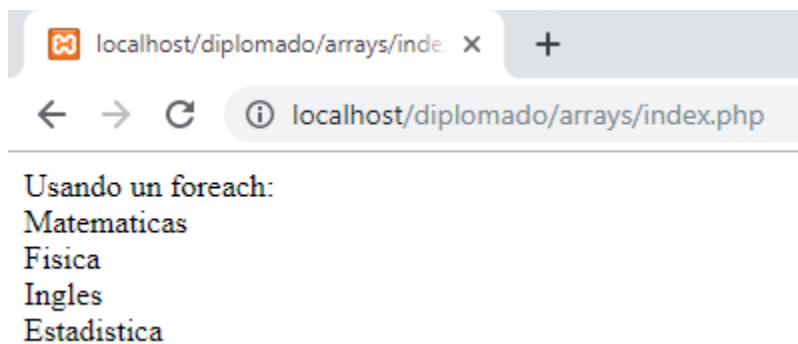 localhost/diplomado/arrays/inde
localhost/diplomado/arrays/index.php
Usando un foreach:
Matematicas
Fisica
Ingles
Estadistica